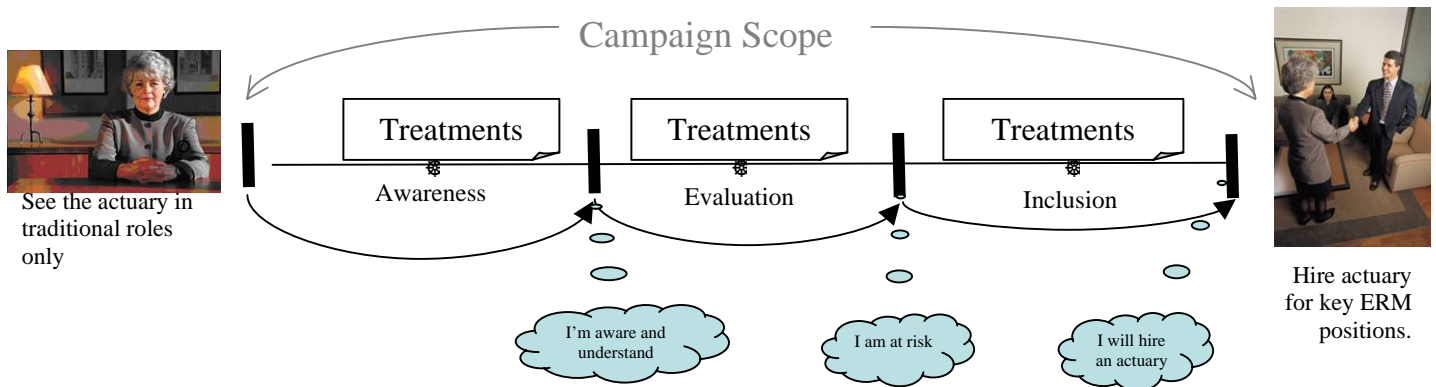 Campaign Scope
Treatments
Treatments
Treatments
Awareness
Evaluation
Inclusion
See the actuary in
traditional roles
only
Hire actuary
for key ERM
positions.
I'm aware and
understand
I am at risk
I will hire
an actuary